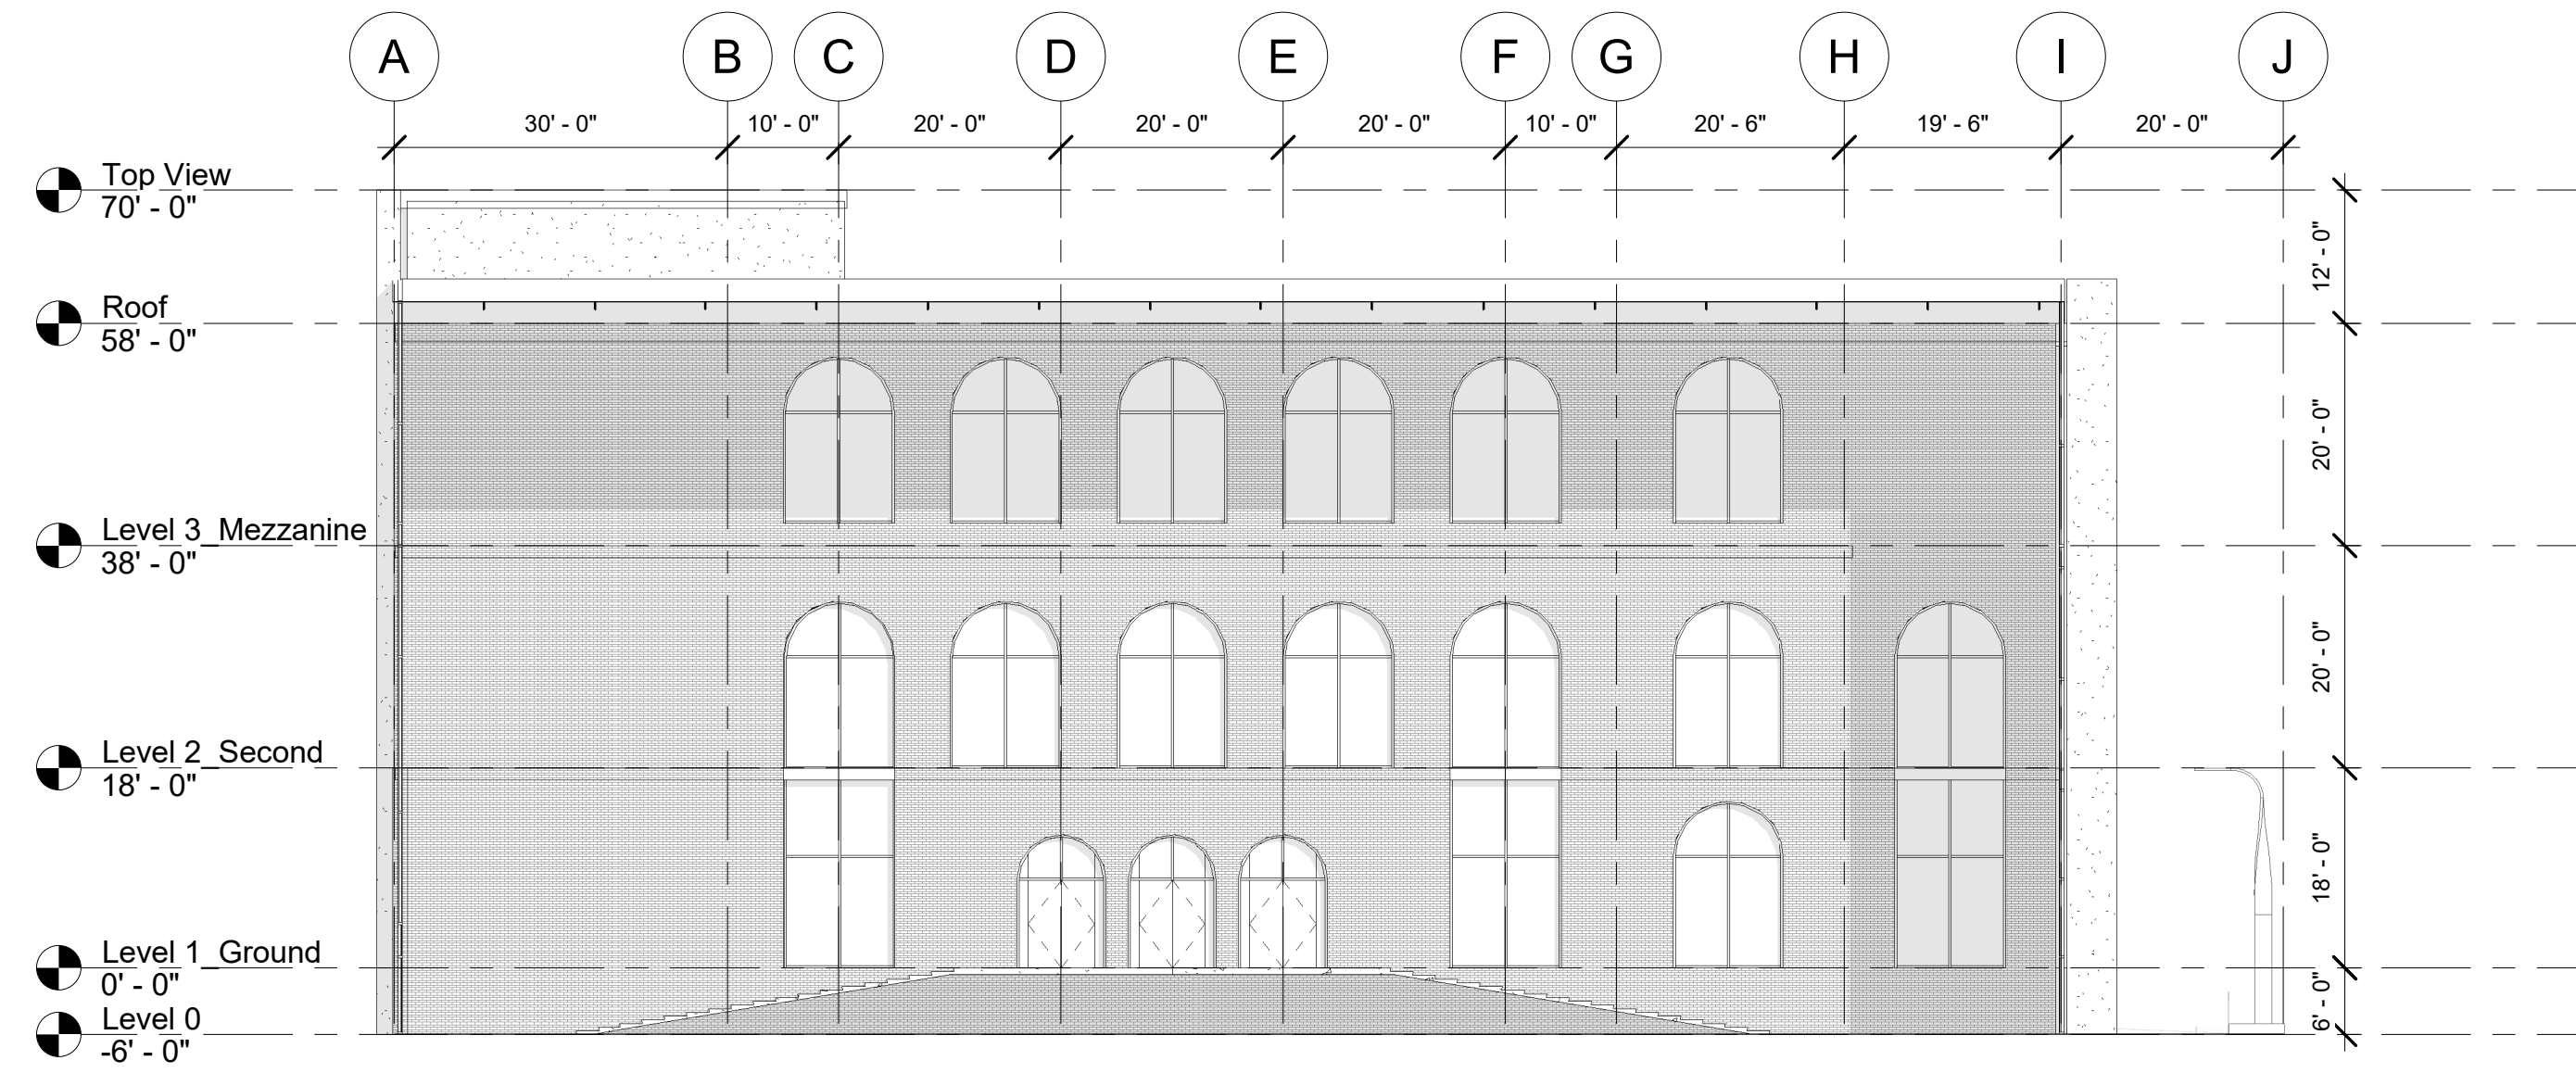 A B C D E F G H I J
30' - 0" 10' - 0" 20' - 0" 20' - 0" 20' - 0" 10' - 0" 20' - 6" 19' - 6" 20' - 0"
Top View
70' - 0"
12' - 0"
Roof
58' - 0"
20' - 0"
Level 3_Mezzanine
38' - 0"
20' - 0"
Level 2_Second
18' - 0"
18' - 0"
Level 1_Ground
0' - 0"
6' - 0"
Level 0
-6' - 0"